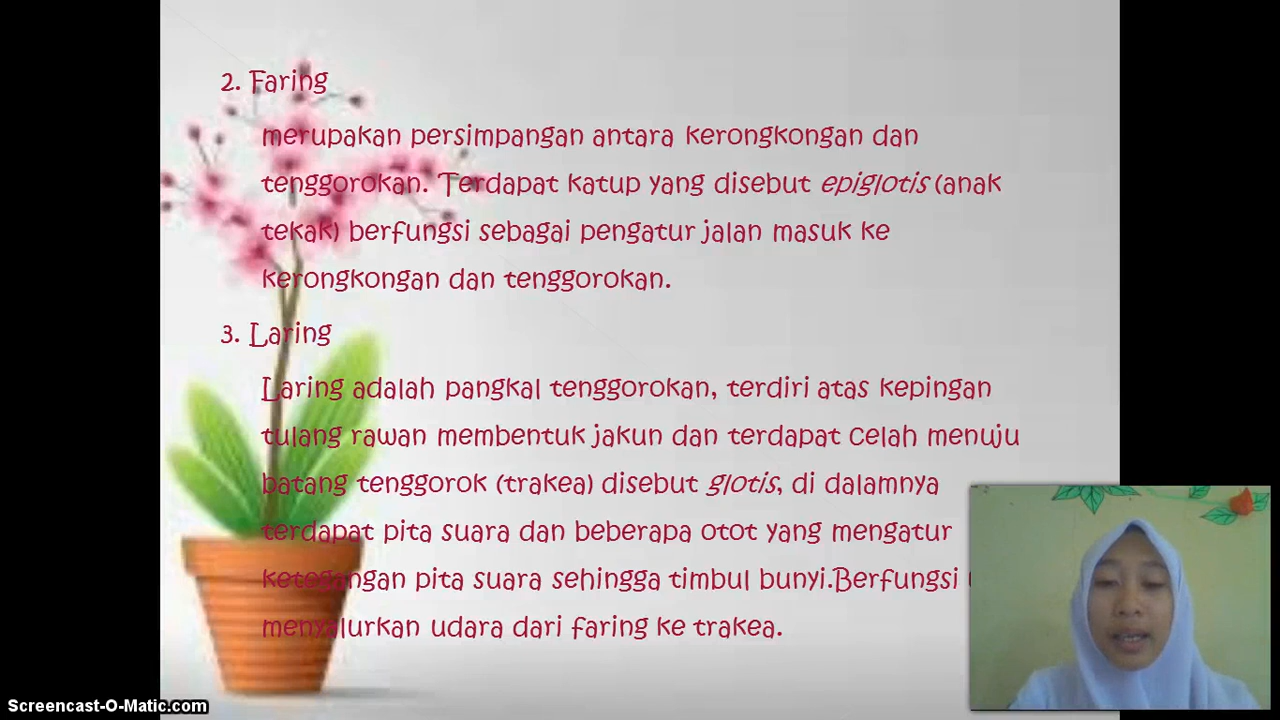 2. Faring
merupakan persimpangan antara kerongkongan dan
tenggorokan. Terdapat katup yang disebut epiglotis (anak
tekak) berfungsi sebagai pengatur jalan masuk ke
kerongkongan dan tenggorokan.
3. Laring
Laring adalah pangkal tenggorokan, terdiri atas kepingan
tulang rawan membentuk jakun dan terdapat celah menuju
batang tenggorok (trakea) disebut glotis, di dalamnya
terdapat pita suara dan beberapa otot yang mengatur
ketegangan pita suara sehingga timbul bunyi.Berfungsi
menyalurkan udara dari faring ke trakea.
Screencast-O-Matic.com